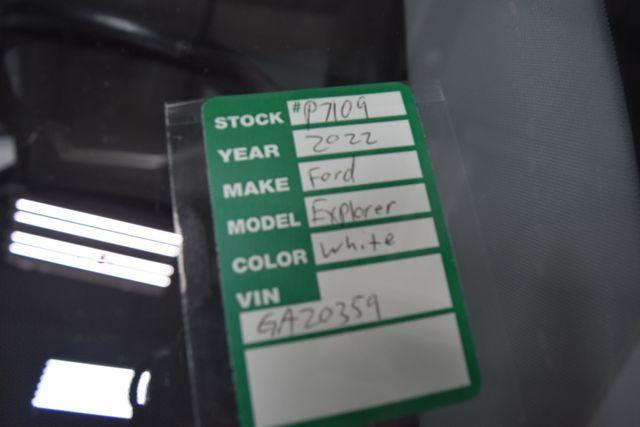 STOCK #P7109
YEAR 2022
MAKE Ford
MODEL Explorer
COLOR White
VIN
GA20359